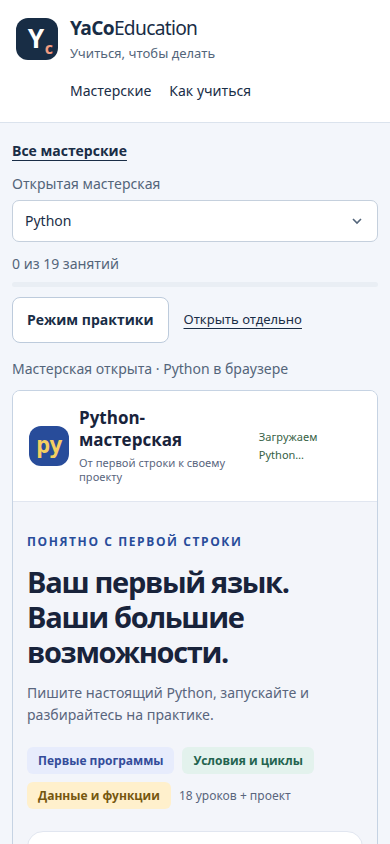 Yc
YaCoEducation
Учиться, чтобы делать
Мастерские Как учиться
Все мастерские
Открытая мастерская
Python
0 из 19 занятий
Режим практики Открыть отдельно
Мастерская открыта · Python в браузере
py
Python-
мастерская
От первой строки к своему
проекту
Загружаем
Python...
ПОНЯТНО С ПЕРВОЙ СТРОКИ
Ваш первый язык.
Ваши большие
возможности.
Пишите настоящий Python, запускайте и
разбирайтесь на практике.
Первые программы Условия и циклы
Данные и функции 18 уроков + проект